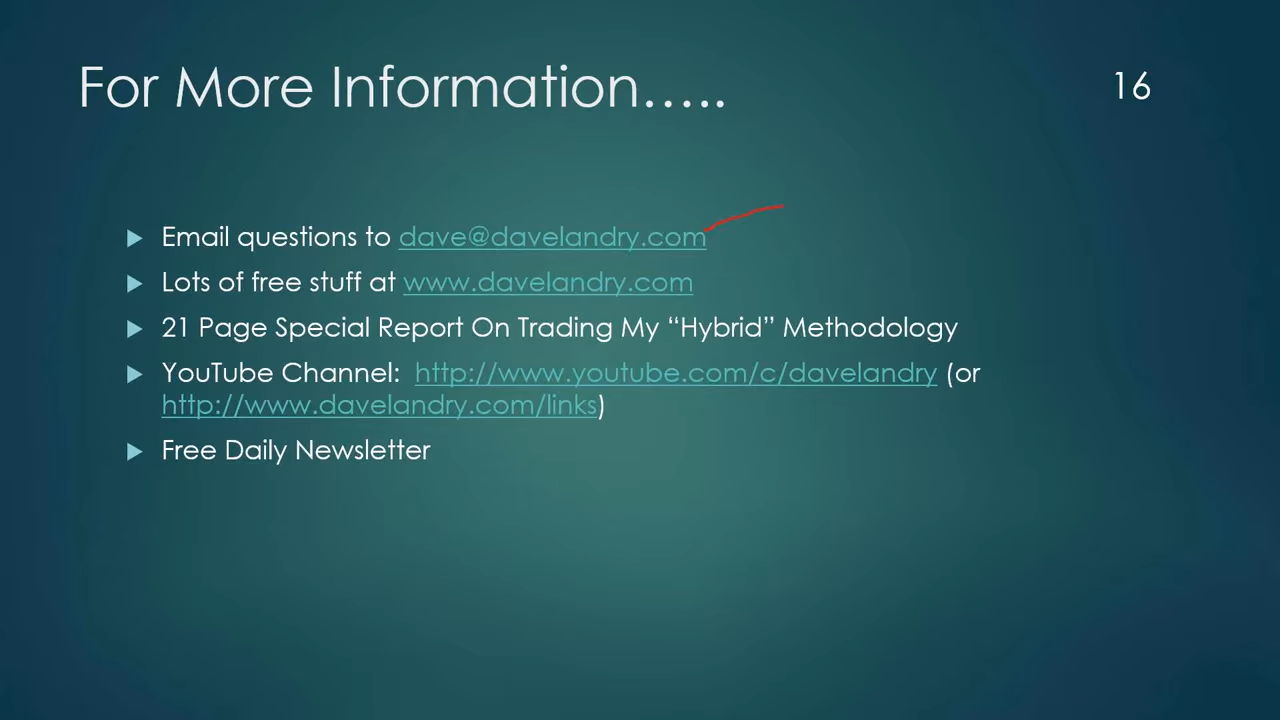 For More Information.....
16
Email questions to dave@davelandry.com
Lots of free stuff at www.davelandry.com
21 Page Special Report On Trading My “Hybrid” Methodology
YouTube Channel: http://www.youtube.com/c/davelandry (or
http://www.davelandry.com/links)
Free Daily Newsletter